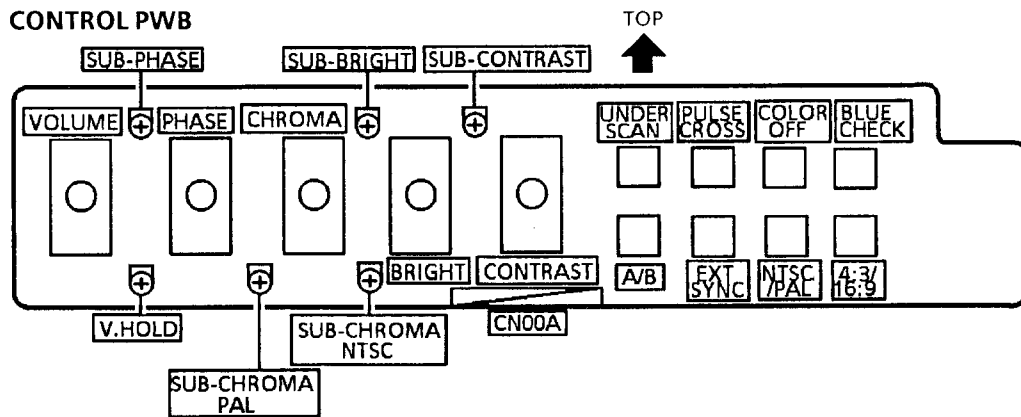 CONTROL PWB
TOP
SUB-PHASE
SUB-BRIGHT
SUB-CONTRAST
VOLUME
PHASE
CHROMA
UNDER
SCAN
PULSE
CROSS
COLOR
OFF
BLUE
CHECK
BRIGHT
CONTRAST
A/B
EXT
SYNC
NTSC
/PAL
4:3/
16:9
V.HOLD
SUB-CHROMA
NTSC
CN00A
SUB-CHROMA
PAL